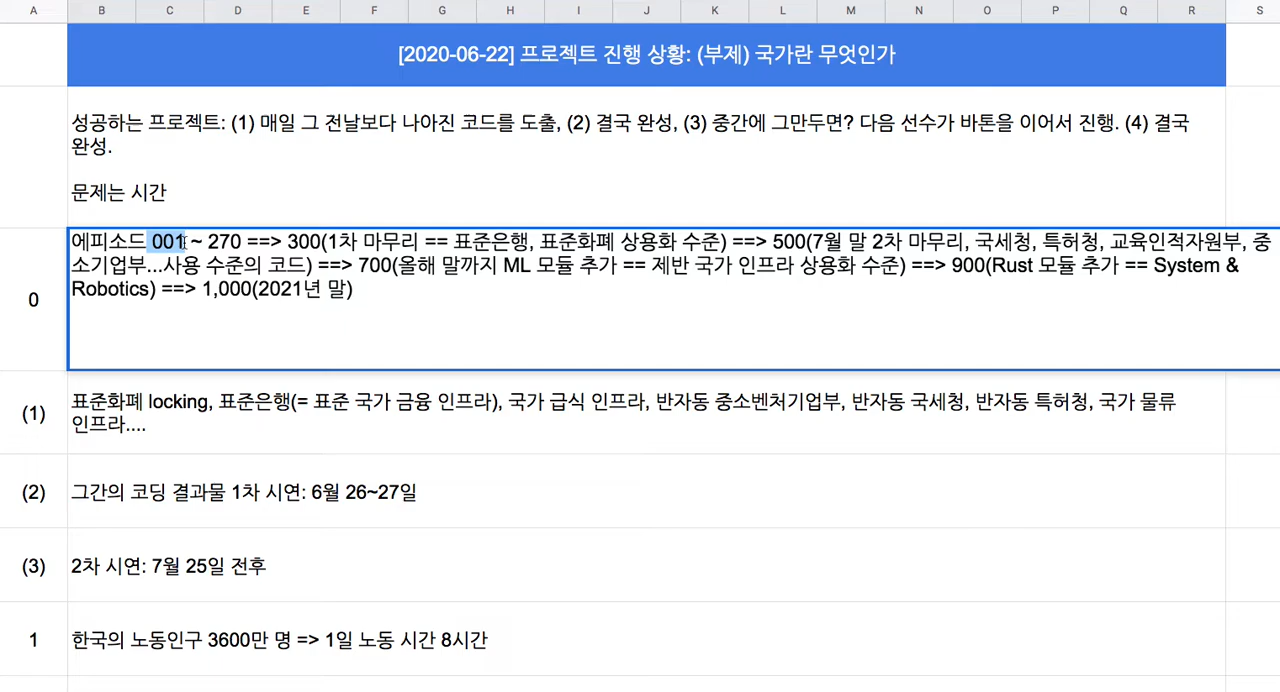 A B C D E F G H I J K L M N O P Q R S
[2020-06-22] 프로젝트 진행 상황: (부제) 국가란 무엇인가
성공하는 프로젝트: (1) 매일 그 전날보다 나아진 코드를 도출, (2) 결국 완성, (3) 중간에 그만두면? 다음 선수가 바톤을 이어서 진행. (4) 결국
완성.
문제는 시간
에피소드 001 ~ 270 ==> 300(1차 마무리 == 표준은행, 표준화폐 상용화 수준) ==> 500(7월 말 2차 마무리, 국세청, 특허청, 교육인적자원부, 중
소기업부...사용 수준의 코드) ==> 700(올해 말까지 ML 모듈 추가 == 제반 국가 인프라 상용화 수준) ==> 900(Rust 모듈 추가 == System &
Robotics) ==> 1,000(2021년 말)
0
(1) 표준화폐 locking, 표준은행(= 표준 국가 금융 인프라), 국가 급식 인프라, 반자동 중소벤처기업부, 반자동 국세청, 반자동 특허청, 국가 물류
인프라....
(2) 그간의 코딩 결과물 1차 시연: 6월 26~27일
(3) 2차 시연: 7월 25일 전후
1 한국의 노동인구 3600만 명 => 1일 노동 시간 8시간